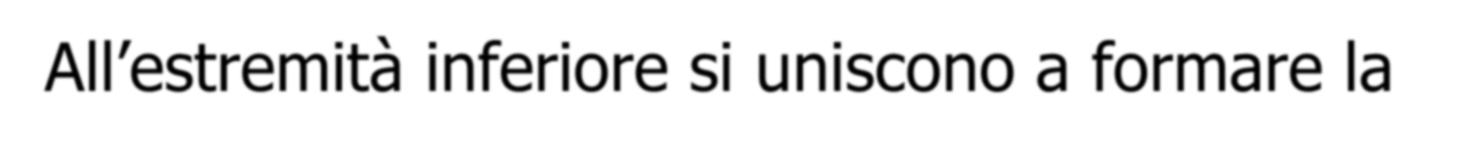 All’estremità inferiore si uniscono a formare la